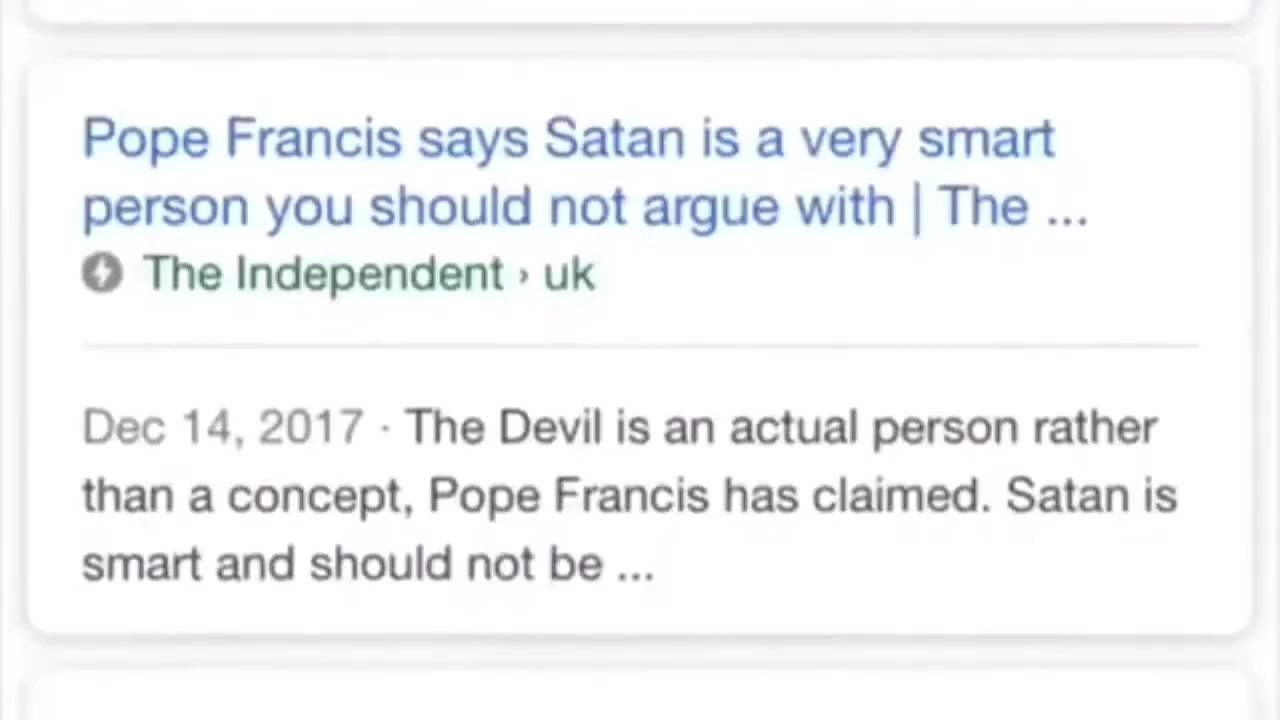 Pope Francis says Satan is a very smart
person you should not argue with | The ...
The Independent › uk
Dec 14, 2017 · The Devil is an actual person rather
than a concept, Pope Francis has claimed. Satan is
smart and should not be ...